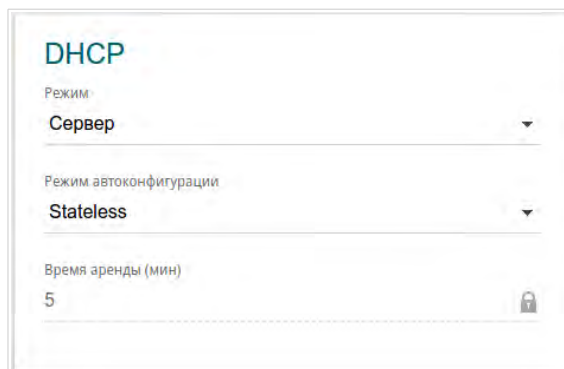 DHCP
Режим
Сервер
Режим автоконфигурации
Stateless
Время аренды (мин)
5